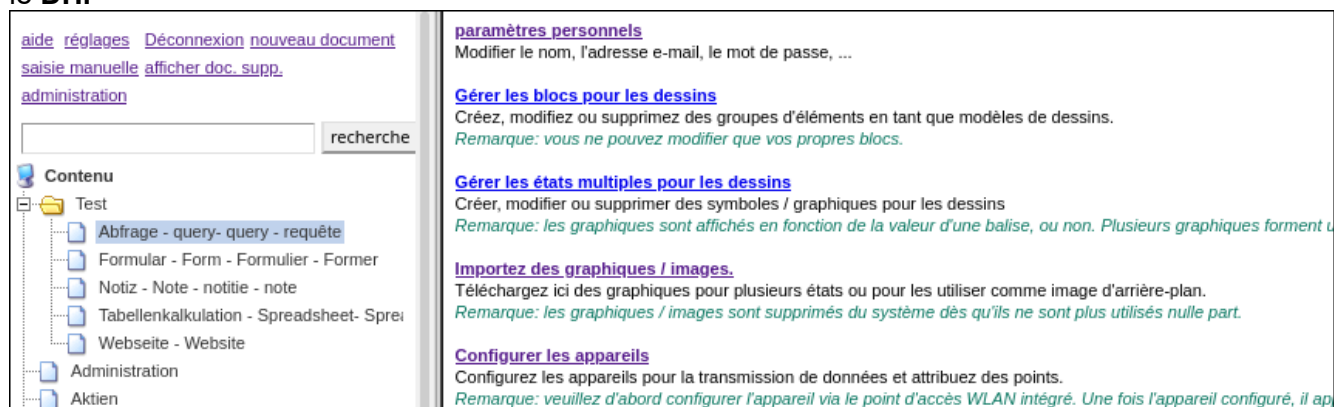 aide réglages Déconnexion nouveau document
saisie manuelle afficher doc. supp.
administration
recherche
Contenu
Test
Abfrage - query- query - requête
Formular - Form - Formulier - Former
Notiz - Note - notitie - note
Tabellenkalkulation - Spreadsheet- Sprea
Webseite - Website
Administration
Aktien
paramètres personnels
Modifier le nom, l'adresse e-mail, le mot de passe, ...
Gérer les blocs pour les dessins
Créez, modifiez ou supprimez des groupes d'éléments en tant que modèles de dessins.
Remarque: vous ne pouvez modifier que vos propres blocs.
Gérer les états multiples pour les dessins
Créer, modifier ou supprimer des symboles / graphiques pour les dessins
Remarque: les graphiques sont affichés en fonction de la valeur d'une balise, ou non. Plusieurs graphiques forment
Importez des graphiques / images.
Téléchargez ici des graphiques pour plusieurs états ou pour les utiliser comme image d'arrière-plan.
Remarque: les graphiques / images sont supprimés du système dès qu'ils ne sont plus utilisés nulle part.
Configurer les appareils
Configurez les appareils pour la transmission de données et attribuez des points.
Remarque: veuillez d'abord configurer l'appareil via le point d'accès WLAN intégré. Une fois l'appareil configuré, il